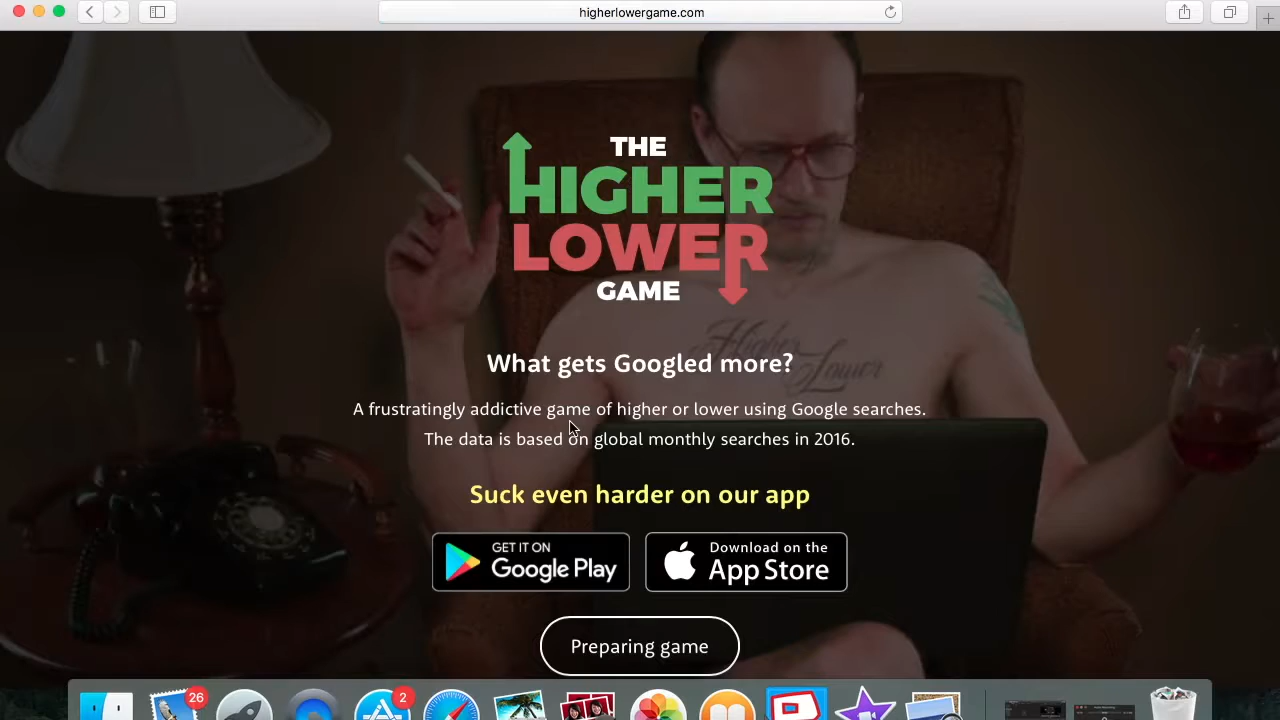 higherlowergame.com
THE
HIGHER
LOWER
GAME
Higher
Lower
What gets Googled more?
A frustratingly addictive game of higher or lower using Google searches.
The data is based on global monthly searches in 2016.
Suck even harder on our app
GET IT ON
Google Play
Download on the
App Store
Preparing game
26
2